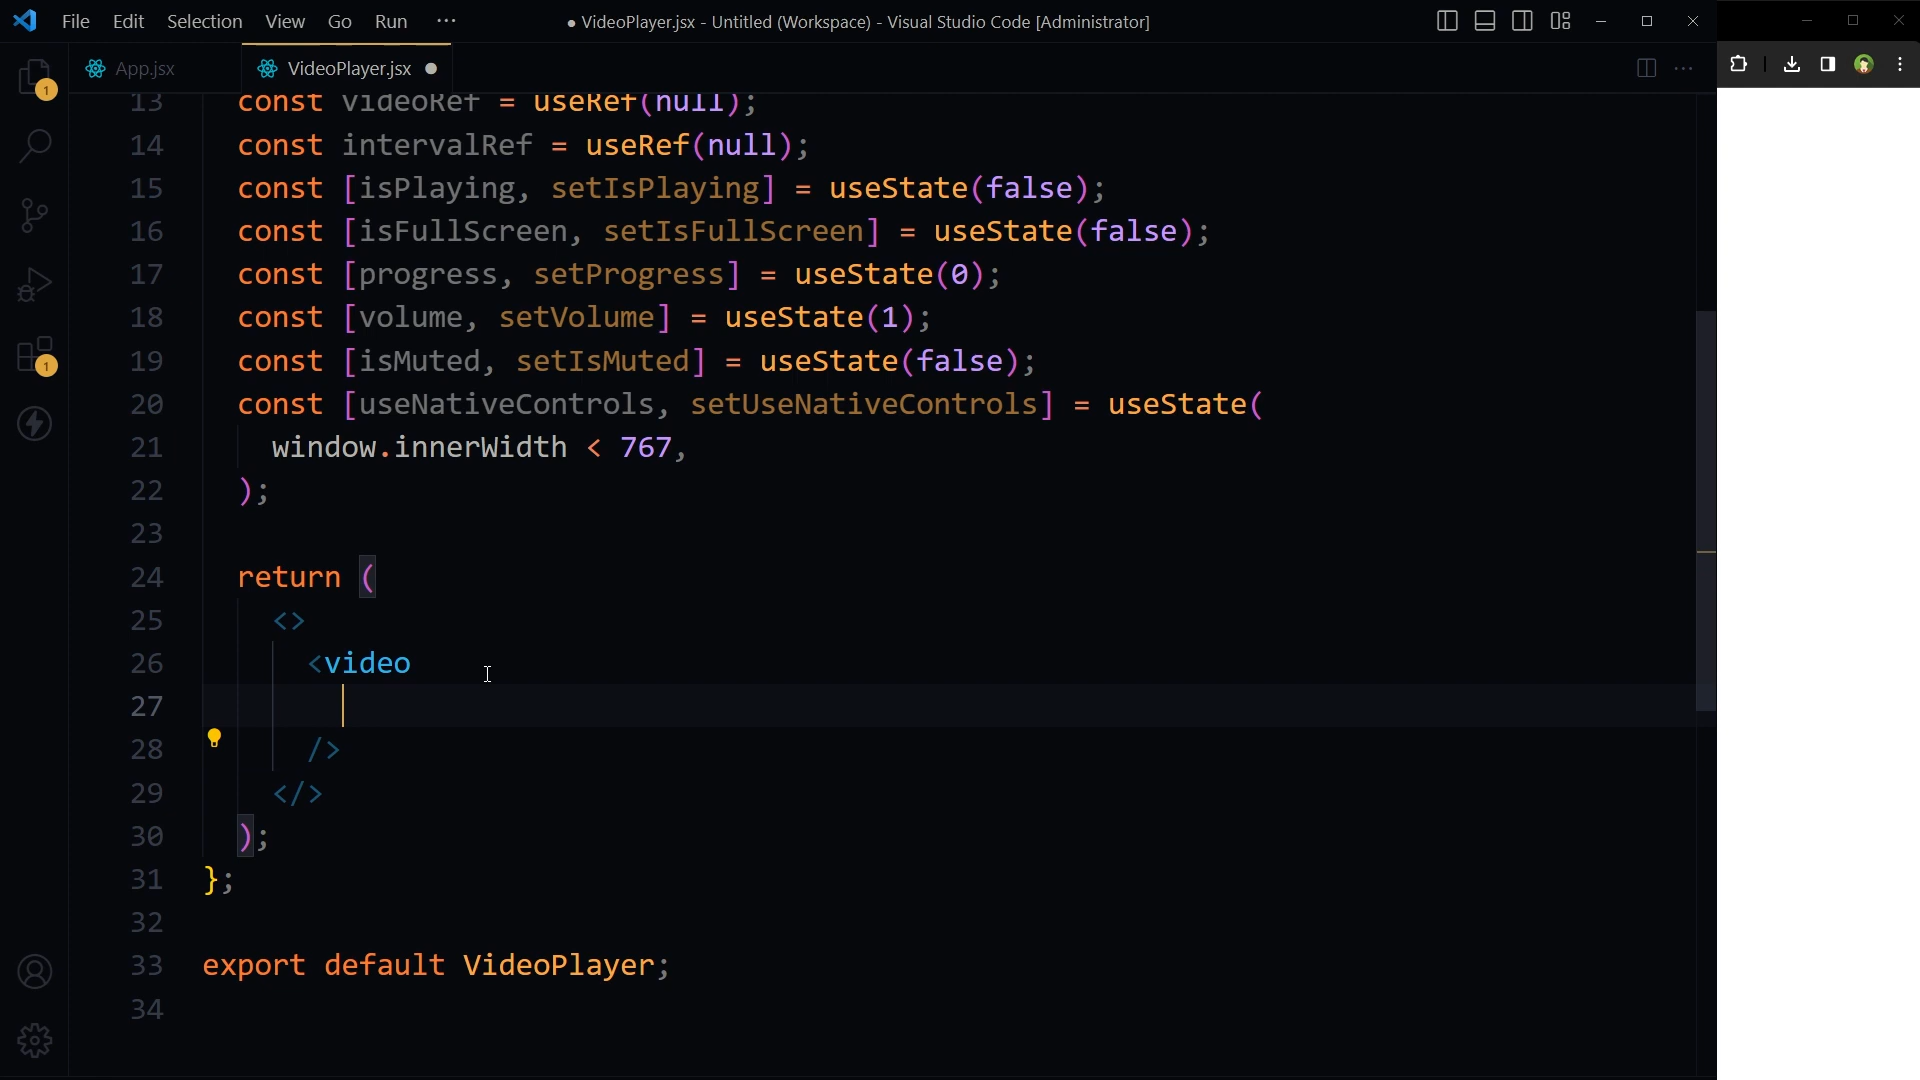 File Edit Selection View Go Run ··· ● VideoPlayer.jsx - Untitled (Workspace) - Visual Studio Code [Administrator]
App.jsx VideoPlayer.jsx
1
1
13 const videoRef = useRef(null);
14 const intervalRef = useRef(null);
15 const [isPlaying, setIsPlaying] = useState(false);
16 const [isFullScreen, setIsFullScreen] = useState(false);
17 const [progress, setProgress] = useState(0);
18 const [volume, setVolume] = useState(1);
19 const [isMuted, setIsMuted] = useState(false);
20 const [useNativeControls, setUseNativeControls] = useState(
21 window.innerWidth < 767,
22 );
23
24 return (
25 <>
26 <video
27
28 />
29 </>
30 );
31 };
32
33 export default VideoPlayer;
34